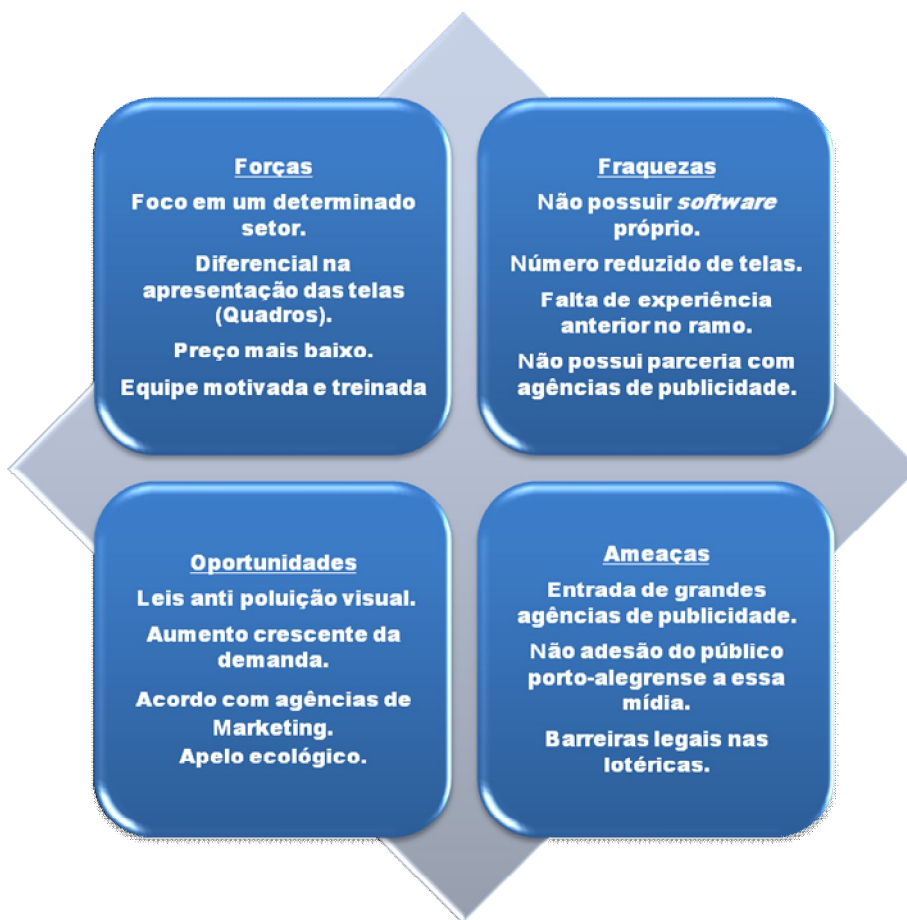 Forças
Foco em um determinado
setor.
Diferencial na
apresentação das telas
(Quadros).
Preço mais baixo.
Equipe motivada e treinada
Fraquezas
Não possuir software
próprio.
Número reduzido de telas.
Falta de experiência
anterior no ramo.
Não possui parceria com
agências de publicidade.
Oportunidades
Leis anti poluição visual.
Aumento crescente da
demanda.
Acordo com agências de
Marketing.
Apelo ecológico.
Ameaças
Entrada de grandes
agências de publicidade.
Não adesão do público
porto-alegrense a essa
mídia.
Barreiras legais nas
lotéricas.